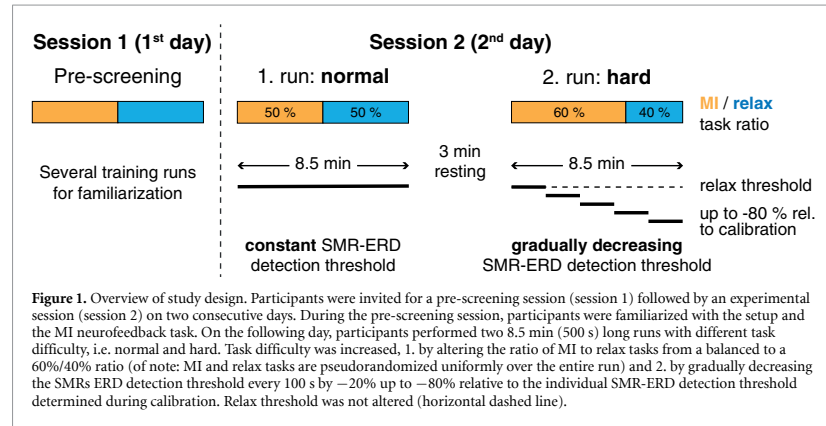 Session 1 (1st day)
Session 2 (2nd day)
Pre-screening
1. run: normal
2. run: hard
50 %
50 %
60 %
40 %
MI / relax
task ratio
Several training runs
for familiarization
8.5 min
3 min
resting
8.5 min
relax threshold
up to -80 % rel.
to calibration
constant SMR-ERD
detection threshold
gradually decreasing
SMR-ERD detection threshold
Figure 1. Overview of study design. Participants were invited for a pre-screening session (session 1) followed by an experimental
session (session 2) on two consecutive days. During the pre-screening session, participants were familiarized with the setup and
the MI neurofeedback task. On the following day, participants performed two 8.5 min (500 s) long runs with different task
difficulty, i.e. normal and hard. Task difficulty was increased, 1. by altering the ratio of MI to relax tasks from a balanced to a
60%/40% ratio (of note: MI and relax tasks are pseudorandomized uniformly over the entire run) and 2. by gradually decreasing
the SMRs ERD detection threshold every 100 s by −20% up to −80% relative to the individual SMR-ERD detection threshold
determined during calibration. Relax threshold was not altered (horizontal dashed line).